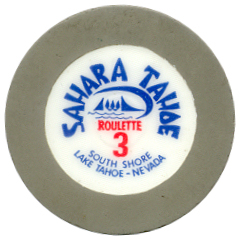 SAHARA TAHOE
ROULETTE
3
SOUTH SHORE
LAKE TAHOE - NEVADA